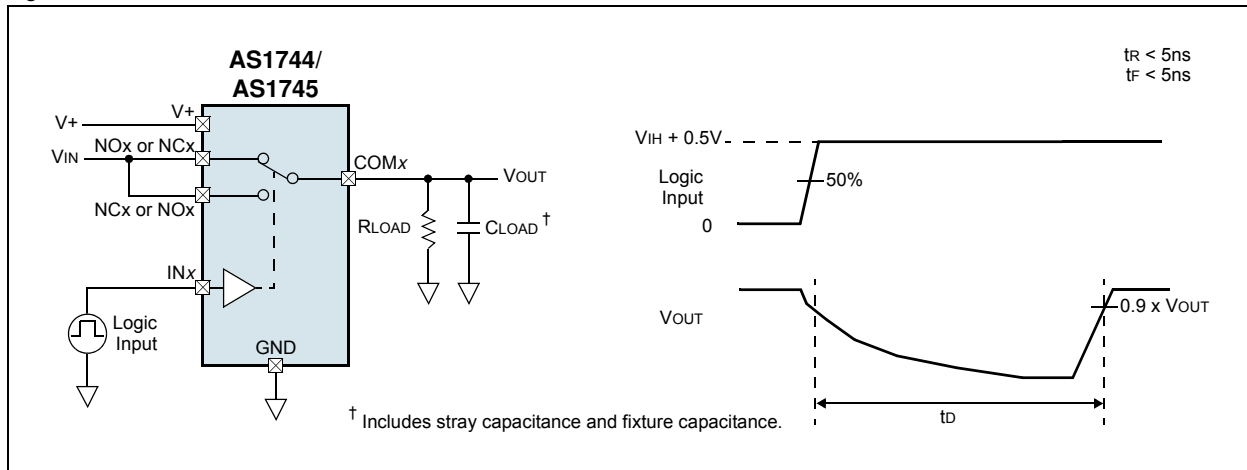 AS1744/
AS1745
V+
V+
NOx or NCx
VIN
COMx
VOUT
NCx or NOx
RLOAD
CLOAD †
INx
Logic
Input
GND
† Includes stray capacitance and fixture capacitance.
tR < 5ns
tF < 5ns
VIH + 0.5V
Logic
Input
50%
0
VOUT
0.9 x VOUT
tD